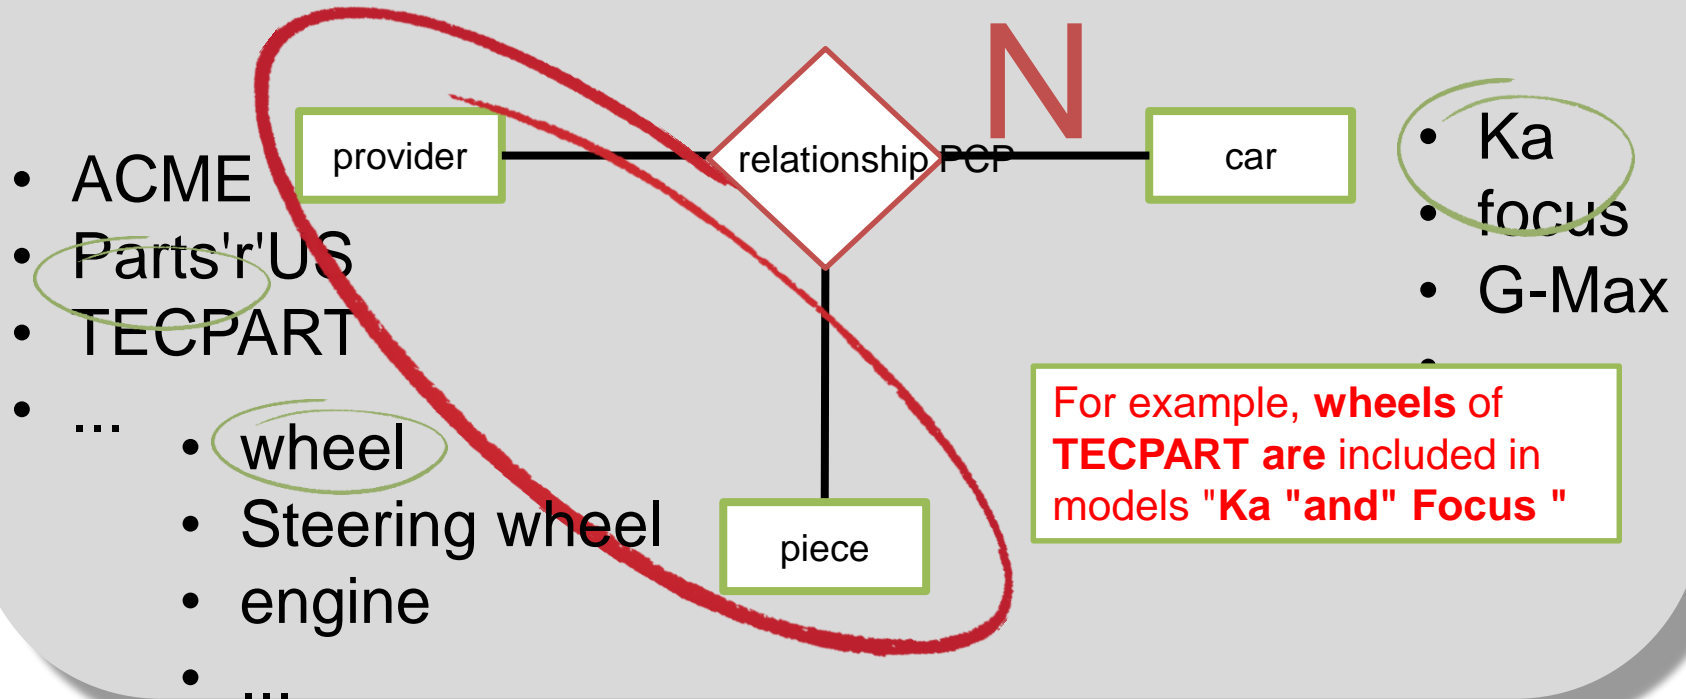 N
provider
relationship PCP
car
• ACME
• Parts'r'US
• TECPART
• ...
• wheel
• Steering wheel
• engine
• ...
piece
• Ka
• focus
• G-Max
•
For example, wheels of
TECPART are included in
models "Ka "and" Focus "